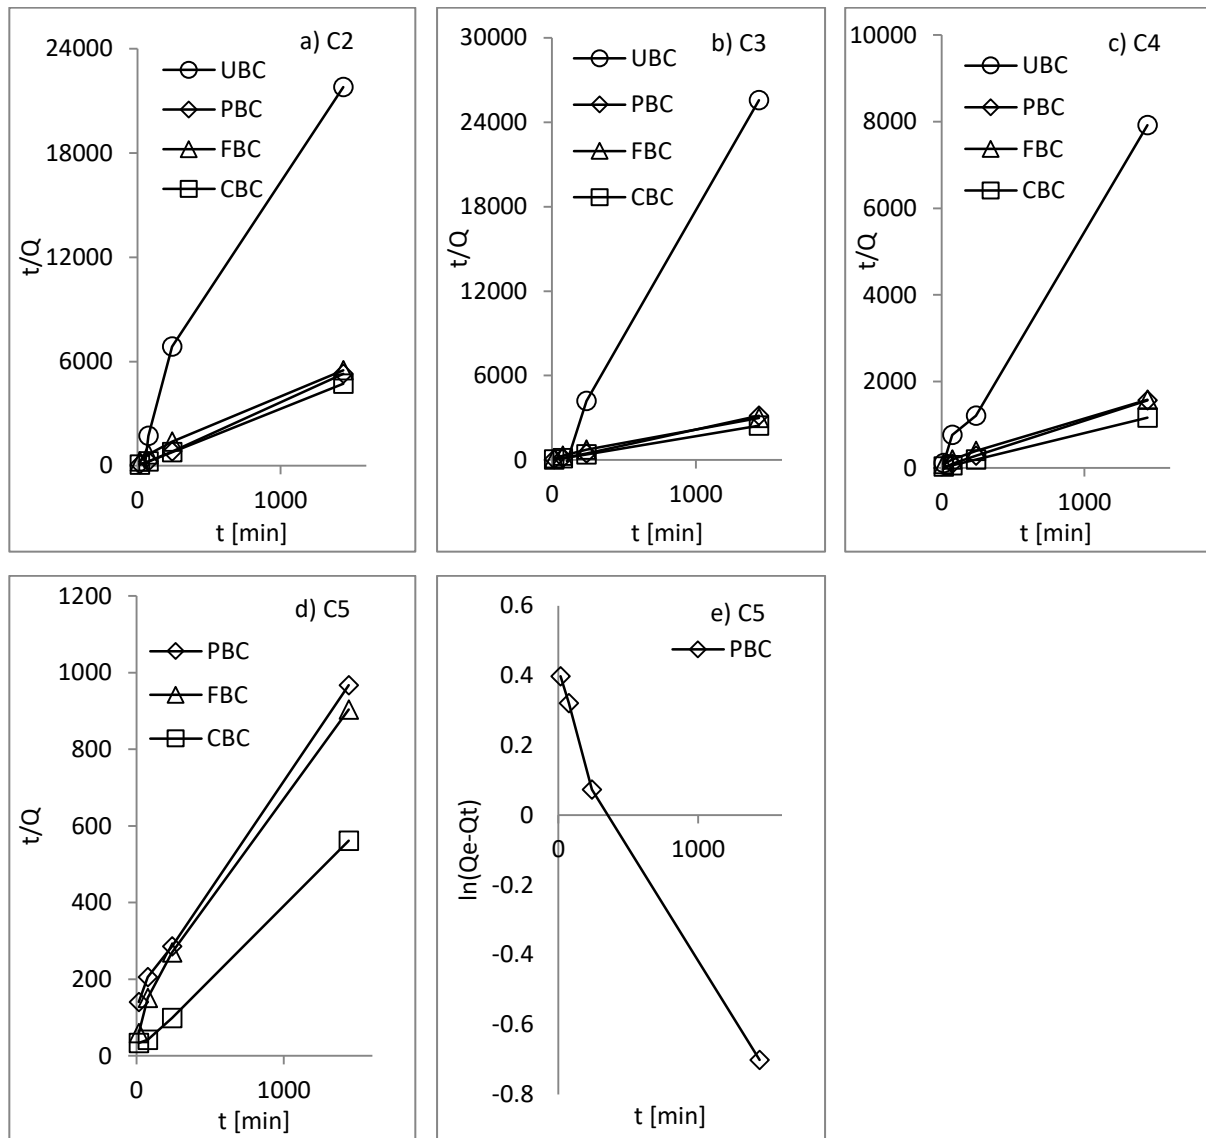 a) C2
24000
18000
12000
6000
0
t/Q
UBC
PBC
FBC
CBC
0
1000
t [min]
b) C3
30000
24000
18000
12000
6000
0
t/Q
UBC
PBC
FBC
CBC
0
1000
t [min]
c) C4
10000
8000
6000
4000
2000
0
t/Q
UBC
PBC
FBC
CBC
0
1000
t [min]
d) C5
1200
1000
800
600
400
200
0
t/Q
PBC
FBC
CBC
0
1000
t [min]
e) C5
0.6
0.4
0.2
0
-0.2
-0.4
-0.6
-0.8
ln(Qe-Qt)
PBC
0
1000
t [min]